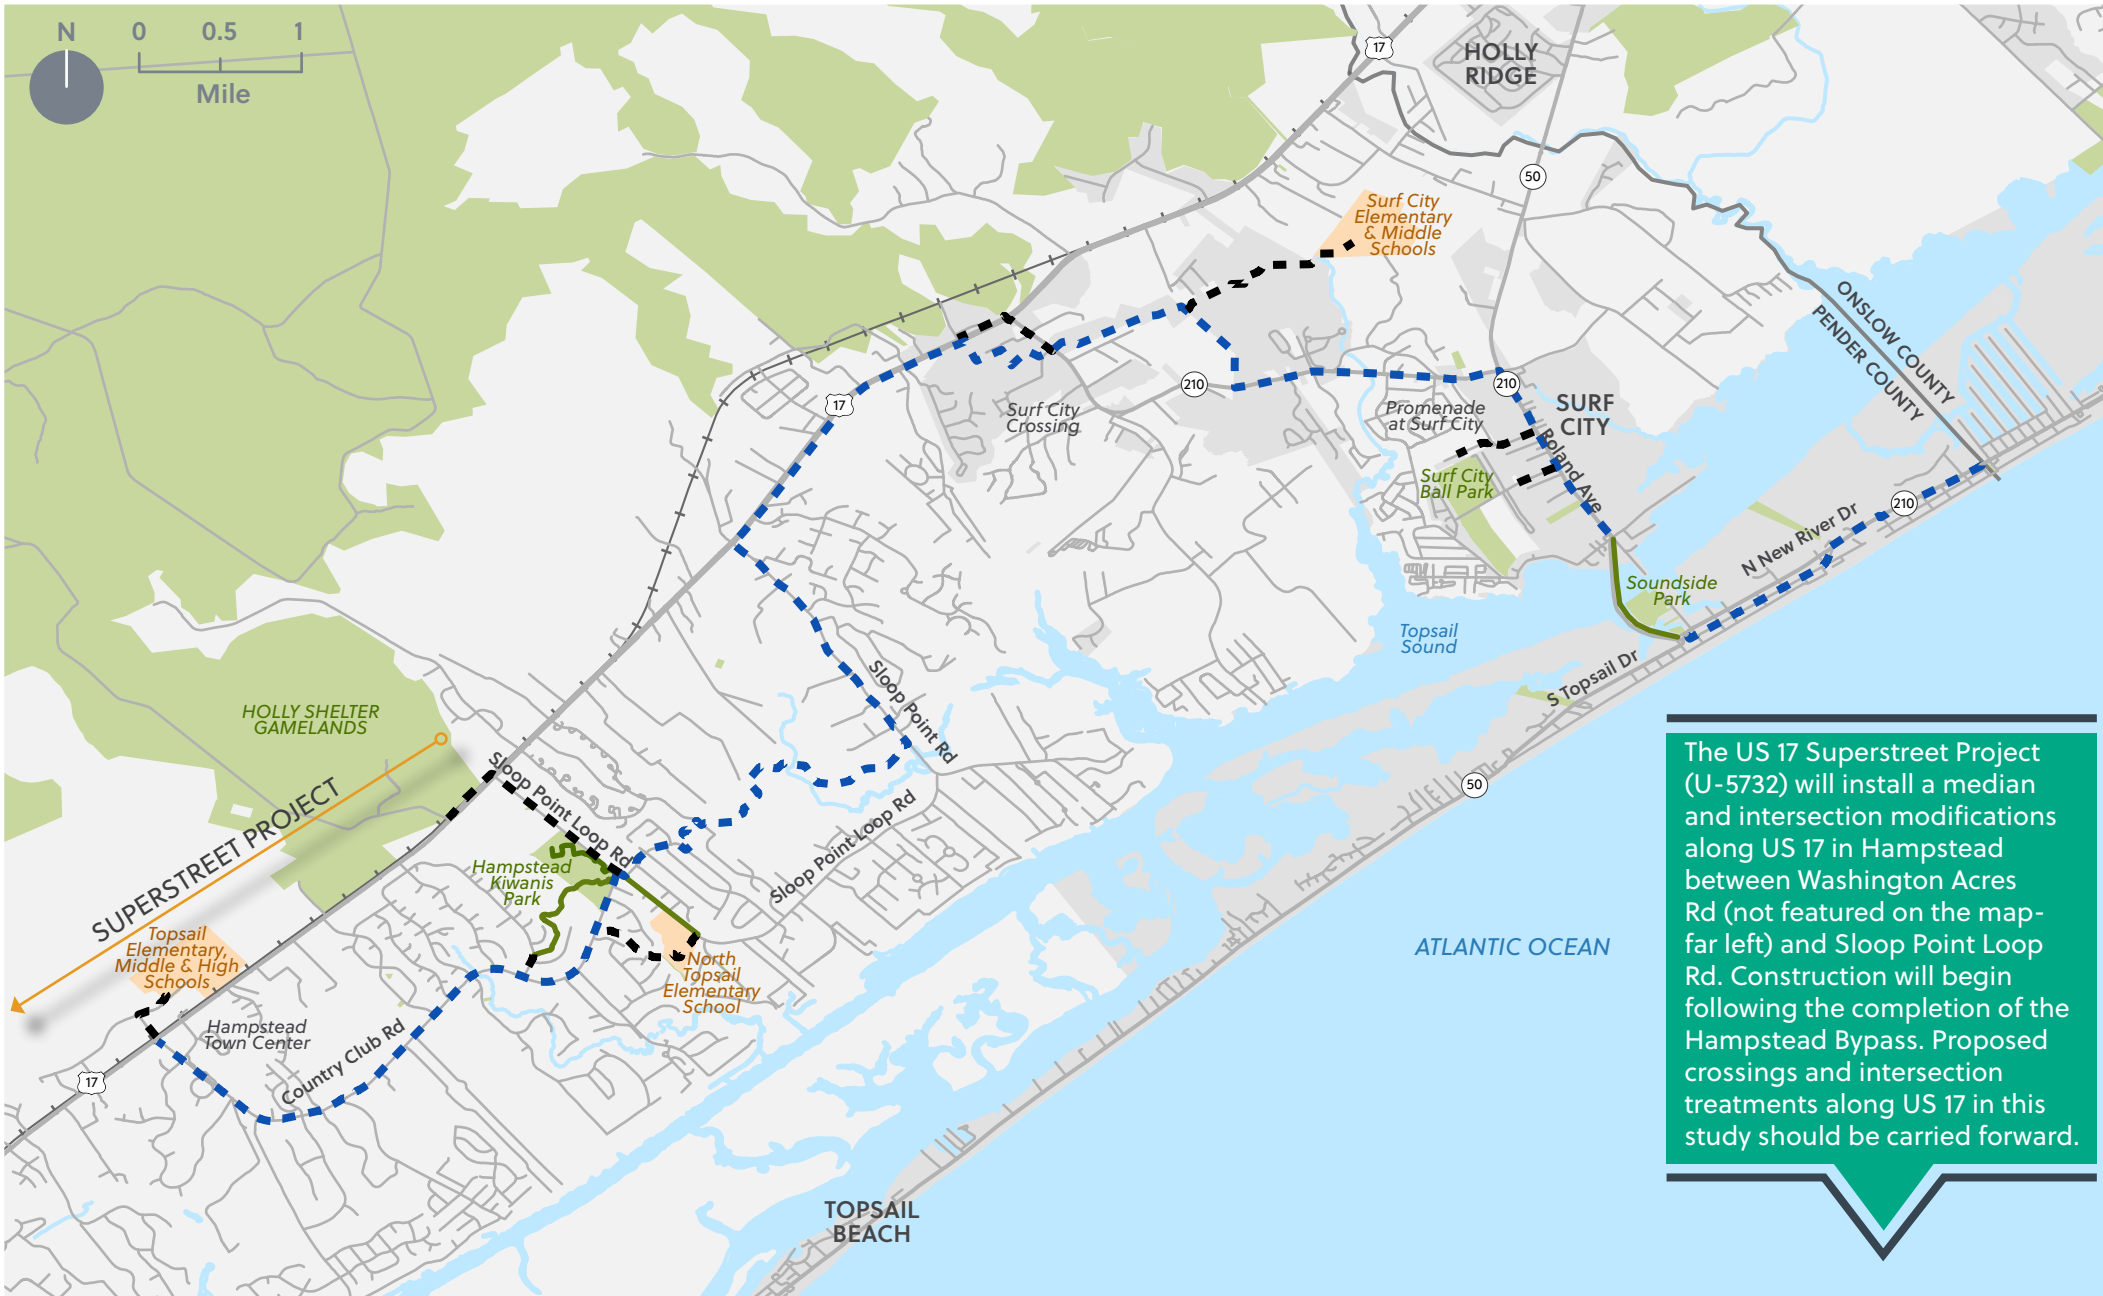 N
0 0.5 1
Mile
17
HOLLY
RIDGE
50
Surf City
Elementary
& Middle
Schools
ONSLOW COUNTY
PENDER COUNTY
17
210
210
Surf City
Crossing
Promenade
at Surf City
SURF
CITY
Roland Ave
Surf City
Ball Park
210
N New River Dr
Soundside
Park
Topsail
Sound
S Topsail Dr
Sloop Point Rd
HOLLY SHELTER
GAMELANDS
SUPERSTREET PROJECT
Sloop Point Loop Rd
Sloop Point Loop Rd
50
Hampstead
Kiwanis
Park
Topsail
Elementary,
Middle & High
Schools
North
Topsail
Elementary
School
Hampstead
Town Center
Country Club Rd
17
ATLANTIC OCEAN
TOPSAIL
BEACH
The US 17 Superstreet Project
(U-5732) will install a median
and intersection modifications
along US 17 in Hampstead
between Washington Acres
Rd (not featured on the map-
far left) and Sloop Point Loop
Rd. Construction will begin
following the completion of the
Hampstead Bypass. Proposed
crossings and intersection
treatments along US 17 in this
study should be carried forward.